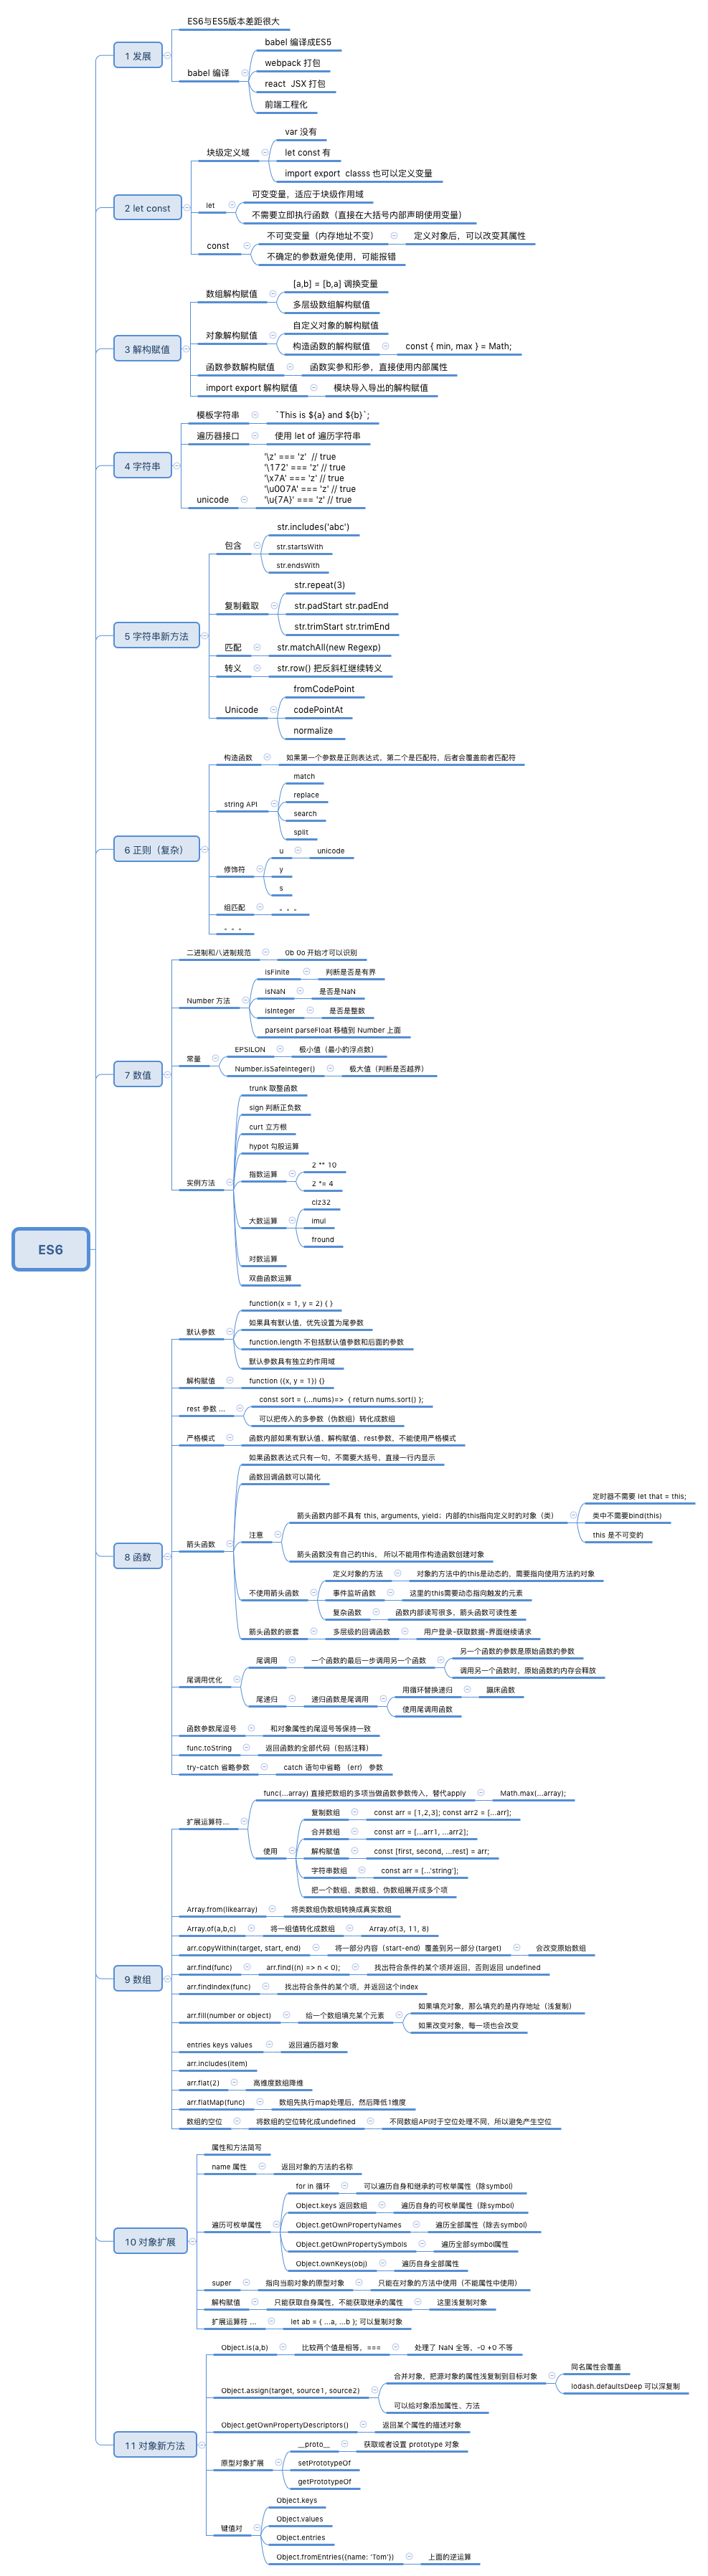 ES6
1 发展
ES6与ES5版本差距很大
babel 编译
babel 编译成ES5
webpack 打包
react JSX 打包
前端工程化
2 let const
块级定义域
var 没有
let const 有
import export classs 也可以定义变量
let
可变变量，适应于块级作用域
不需要立即执行函数（直接在大括号内部声明使用变量）
const
不可变变量（内存地址不变）
定义对象后，可以改变其属性
不确定的参数避免使用，可能报错
3 解构赋值
数组解构赋值
[a,b] = [b,a] 调换变量
多层级数组解构赋值
对象解构赋值
自定义对象的解构赋值
构造函数的解构赋值
const { min, max } = Math;
函数参数解构赋值
函数实参和形参，直接使用内部属性
import export 解构赋值
模块导入导出的解构赋值
4 字符串
模板字符串
`This is ${a} and ${b}`;
遍历器接口
使用 let of 遍历字符串
unicode
'\z' === 'z' // true
'\172' === 'z' // true
'\x7A' === 'z' // true
'\u007A' === 'z' // true
'\u{7A}' === 'z' // true
5 字符串新方法
包含
str.includes('abc')
str.startsWith
str.endsWith
复制截取
str.repeat(3)
str.padStart str.padEnd
str.trimStart str.trimEnd
匹配
str.matchAll(new Regexp)
转义
str.row() 把反斜杠继续转义
Unicode
fromCodePoint
codePointAt
normalize
6 正则（复杂）
构造函数
如果第一个参数是正则表达式，第二个是匹配符，后者会覆盖前者匹配符
string API
match
replace
search
split
修饰符
u
unicode
y
s
组匹配
。。。
。。。
7 数值
二进制和八进制规范
0b 0o 开始才可以识别
Number 方法
isFinite
判断是否是有界
isNaN
是否是NaN
isInteger
是否是整数
parseInt parseFloat 移植到 Number 上面
常量
EPSILON
极小值（最小的浮点数）
Number.isSafeInteger()
极大值（判断是否越界）
实例方法
trunk 取整函数
sign 判断正负数
curt 立方根
hypot 勾股运算
指数运算
2 ** 10
2 *= 4
大数运算
clz32
imul
fround
对数运算
双曲函数运算
8 函数
默认参数
function(x = 1, y = 2) { }
如果具有默认值，优先设置为尾参数
function.length 不包括默认值参数和后面的参数
默认参数具有独立的作用域
解构赋值
function ({x, y = 1}) {}
rest 参数 ...
const sort = (...nums)=> { return nums.sort() };
可以把传入的多参数（伪数组）转化成数组
严格模式
函数内部如果有默认值、解构赋值、rest参数，不能使用严格模式
箭头函数
如果函数表达式只有一句，不需要大括号，直接一行内显示
函数回调函数可以简化
注意
箭头函数内部不具有 this, arguments, yield；内部的this指向定义时的对象（类）
定时器不需要 let that = this;
类中不需要bind(this)
this 是不可变的
箭头函数没有自己的this， 所以不能用作构造函数创建对象
不使用箭头函数
定义对象的方法
对象的方法中的this是动态的，需要指向使用方法的对象
事件监听函数
这里的this需要动态指向触发的元素
复杂函数
函数内部读写很多，箭头函数可读性差
箭头函数的嵌套
多层级的回调函数
用户登录-获取数据-界面继续请求
尾调用优化
尾调用
一个函数的最后一步调用另一个函数
另一个函数的参数是原始函数的参数
调用另一个函数时，原始函数的内存会释放
尾递归
递归函数是尾调用
用循环替换递归
蹦床函数
使用尾调用函数
函数参数尾逗号
和对象属性的尾逗号等保持一致
func.toString
返回函数的全部代码（包括注释）
try-catch 省略参数
catch 语句中省略 （err） 参数
9 数组
扩展运算符...
func(...array) 直接把数组的多项当做函数参数传入，替代apply
Math.max(...array);
使用
复制数组
const arr = [1,2,3]; const arr2 = [...arr];
合并数组
const arr = [...arr1, ...arr2];
解构赋值
const [first, second, ...rest] = arr;
字符串数组
const arr = [...'string'];
把一个数组、类数组、伪数组展开成多个项
Array.from(likearray)
将类数组伪数组转换成真实数组
Array.of(a,b,c)
将一组值转化成数组
Array.of(3, 11, 8)
arr.copyWithin(target, start, end)
将一部分内容（start-end）覆盖到另一部分(target)
会改变原始数组
arr.find(func)
arr.find((n) => n < 0);
找出符合条件的某个项并返回，否则返回 undefined
arr.findIndex(func)
找出符合条件的某个项，并返回这个index
arr.fill(number or object)
给一个数组填充某个元素
如果填充对象，那么填充的是内存地址（浅复制）
如果改变对象，每一项也会改变
entries keys values
返回遍历器对象
arr.includes(item)
arr.flat(2)
高维度数组降维
arr.flatMap(func)
数组先执行map处理后，然后降低1维度
数组的空位
将数组的空位转化成undefined
不同数组API对于空位处理不同，所以避免产生空位
10 对象扩展
属性和方法简写
name 属性
返回对象的方法的名称
遍历可枚举属性
for in 循环
可以遍历自身和继承的可枚举属性（除symbol）
Object.keys 返回数组
遍历自身的可枚举属性（除symbol）
Object.getOwnPropertyNames
遍历全部属性（除去symbol）
Object.getOwnPropertySymbols
遍历全部symbol属性
Object.ownKeys(obj)
遍历自身全部属性
super
指向当前对象的原型对象
只能在对象的方法中使用（不能属性中使用）
解构赋值
只能获取自身属性，不能获取继承的属性
这里浅复制对象
扩展运算符 ...
let ab = { ...a, ...b }; 可以复制对象
11 对象新方法
Object.is(a,b)
比较两个值是相等，===
处理了 NaN 全等，-0 +0 不等
Object.assign(target, source1, source2)
合并对象，把源对象的属性浅复制到目标对象
同名属性会覆盖
lodash.defaultsDeep 可以深复制
可以给对象添加属性、方法
Object.getOwnPropertyDescriptors()
返回某个属性的描述对象
原型对象扩展
__proto__
获取或者设置 prototype 对象
setPrototypeOf
getPrototypeOf
键值对
Object.keys
Object.values
Object.entries
Object.fromEntries({name: 'Tom'})
上面的逆运算